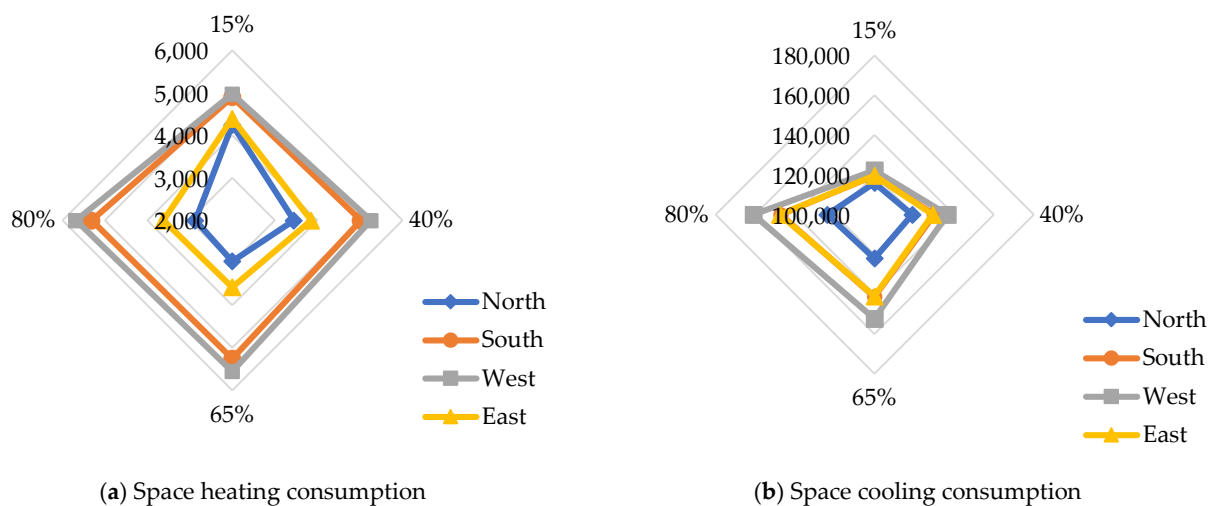 15%
6,000
5,000
4,000
3,000
2,000
80%
40%
65%
North
South
West
East
(a) Space heating consumption
15%
180,000
160,000
140,000
120,000
100,000
80%
40%
65%
North
South
West
East
(b) Space cooling consumption